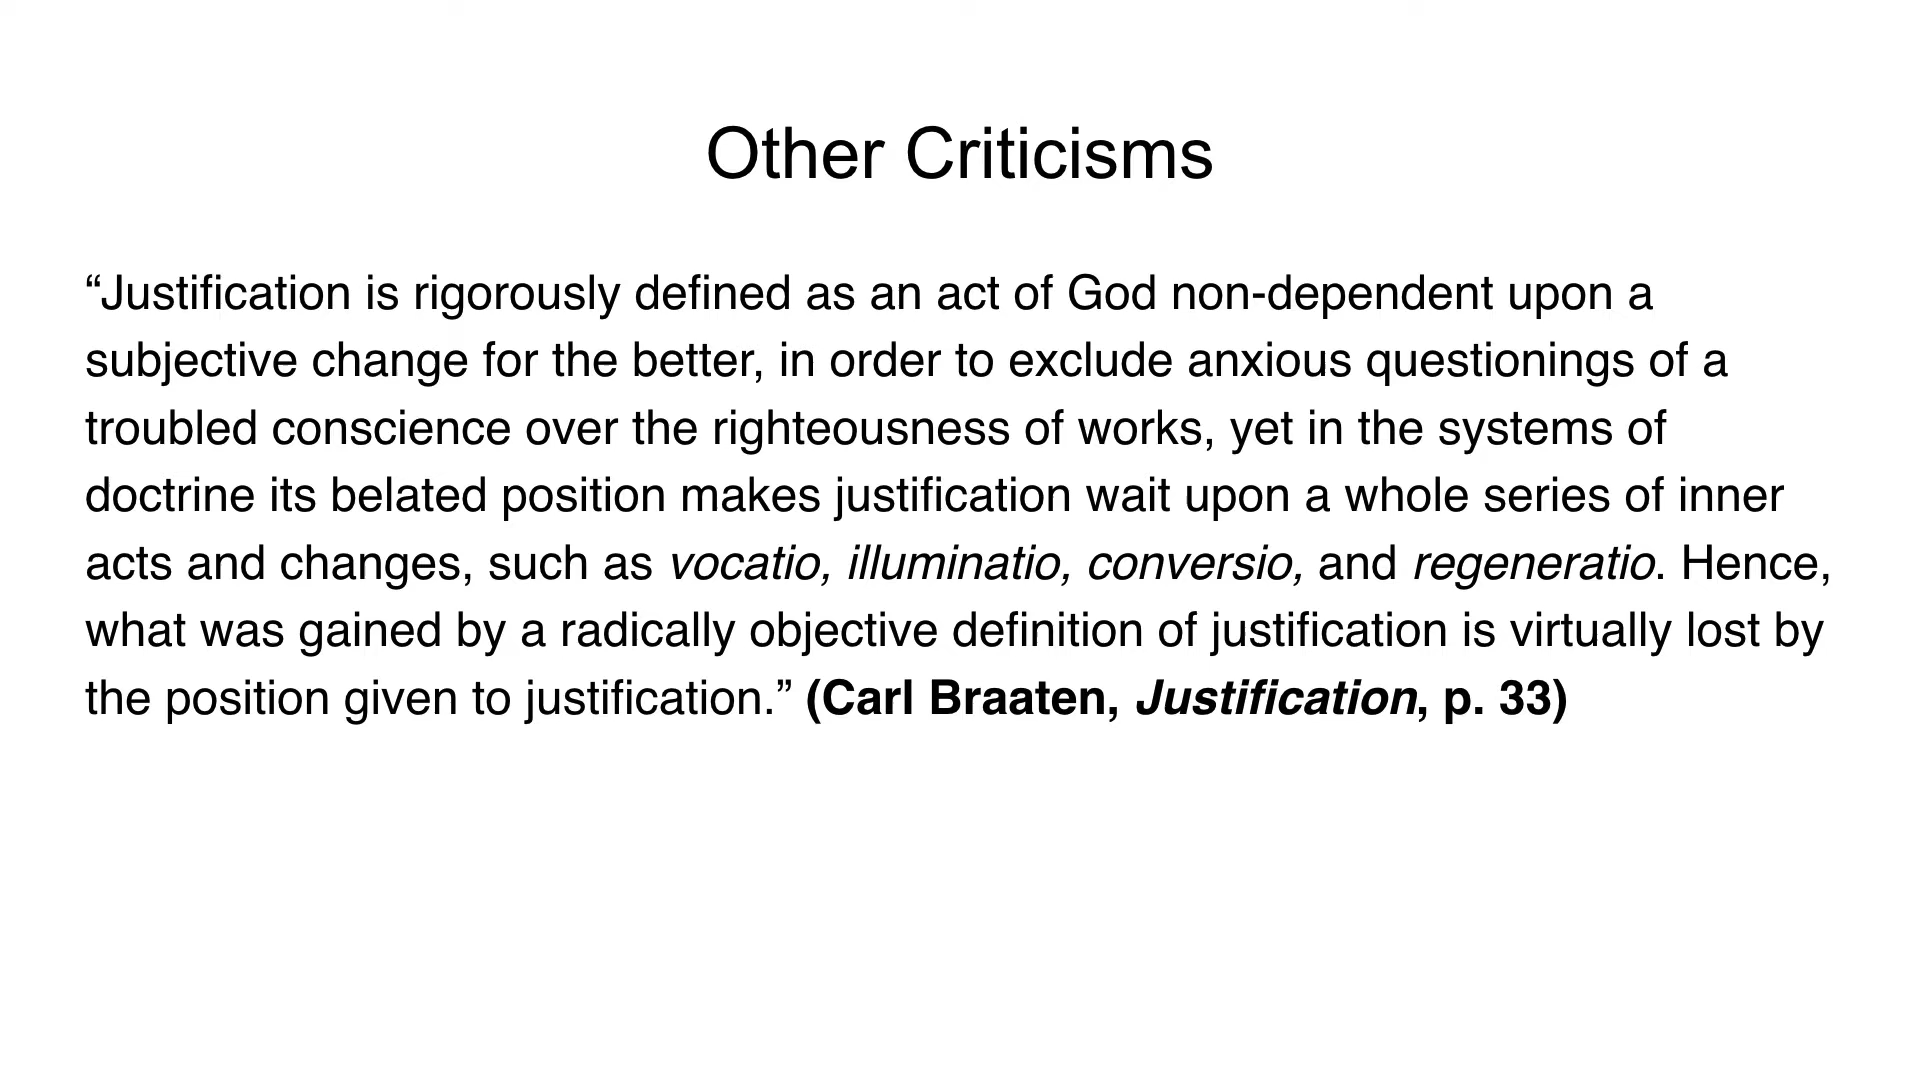 Other Criticisms
“Justification is rigorously defined as an act of God non-dependent upon a
subjective change for the better, in order to exclude anxious questionings of a
troubled conscience over the righteousness of works, yet in the systems of
doctrine its belated position makes justification wait upon a whole series of inner
acts and changes, such as vocatio, illuminatio, conversio, and regeneratio. Hence,
what was gained by a radically objective definition of justification is virtually lost by
the position given to justification.” (Carl Braaten, Justification, p. 33)